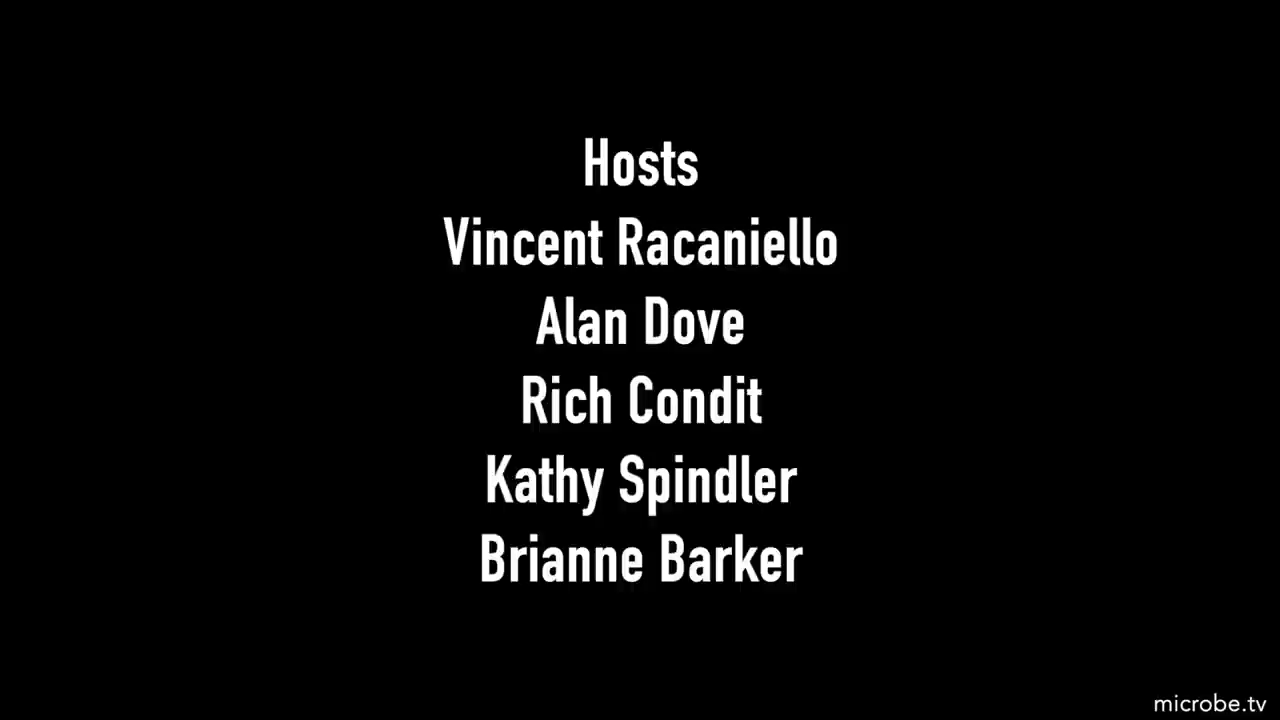 Hosts
Vincent Racaniello
Alan Dove
Rich Condit
Kathy Spindler
Brianne Barker
microbe.tv